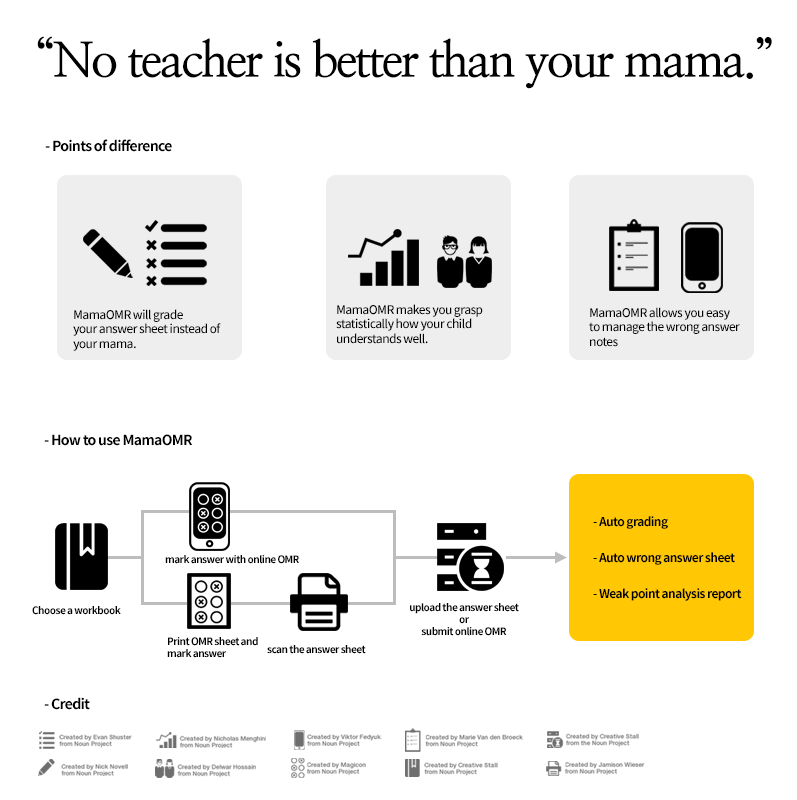 “No teacher is better than your mama.”
- Points of difference
MamaOMR will grade
your answer sheet instead of
your mama.
MamaOMR makes you grasp
statistically how your child
understands well.
MamaOMR allows you easy
to manage the wrong answer
notes
- How to use MamaOMR
Choose a workbook
mark answer with online OMR
Print OMR sheet and
mark answer
scan the answer sheet
upload the answer sheet
or
submit online OMR
- Auto grading
- Auto wrong answer sheet
- Weak point analysis report
- Credit
Created by Evan Shuster
from Noun Project
Created by Nicholas Menghini
from Noun Project
Created by Viktor Fedyuk
from Noun Project
Created by Marie Van den Broeck
from Noun Project
Created by Creative Stall
from the Noun Project
Created by Nick Novell
from Noun Project
Created by Delwar Hossain
from Noun Project
Created by Magicon
from Noun Project
Created by Creative Stall
from Noun Project
Created by Jamison Wieser
from Noun Project